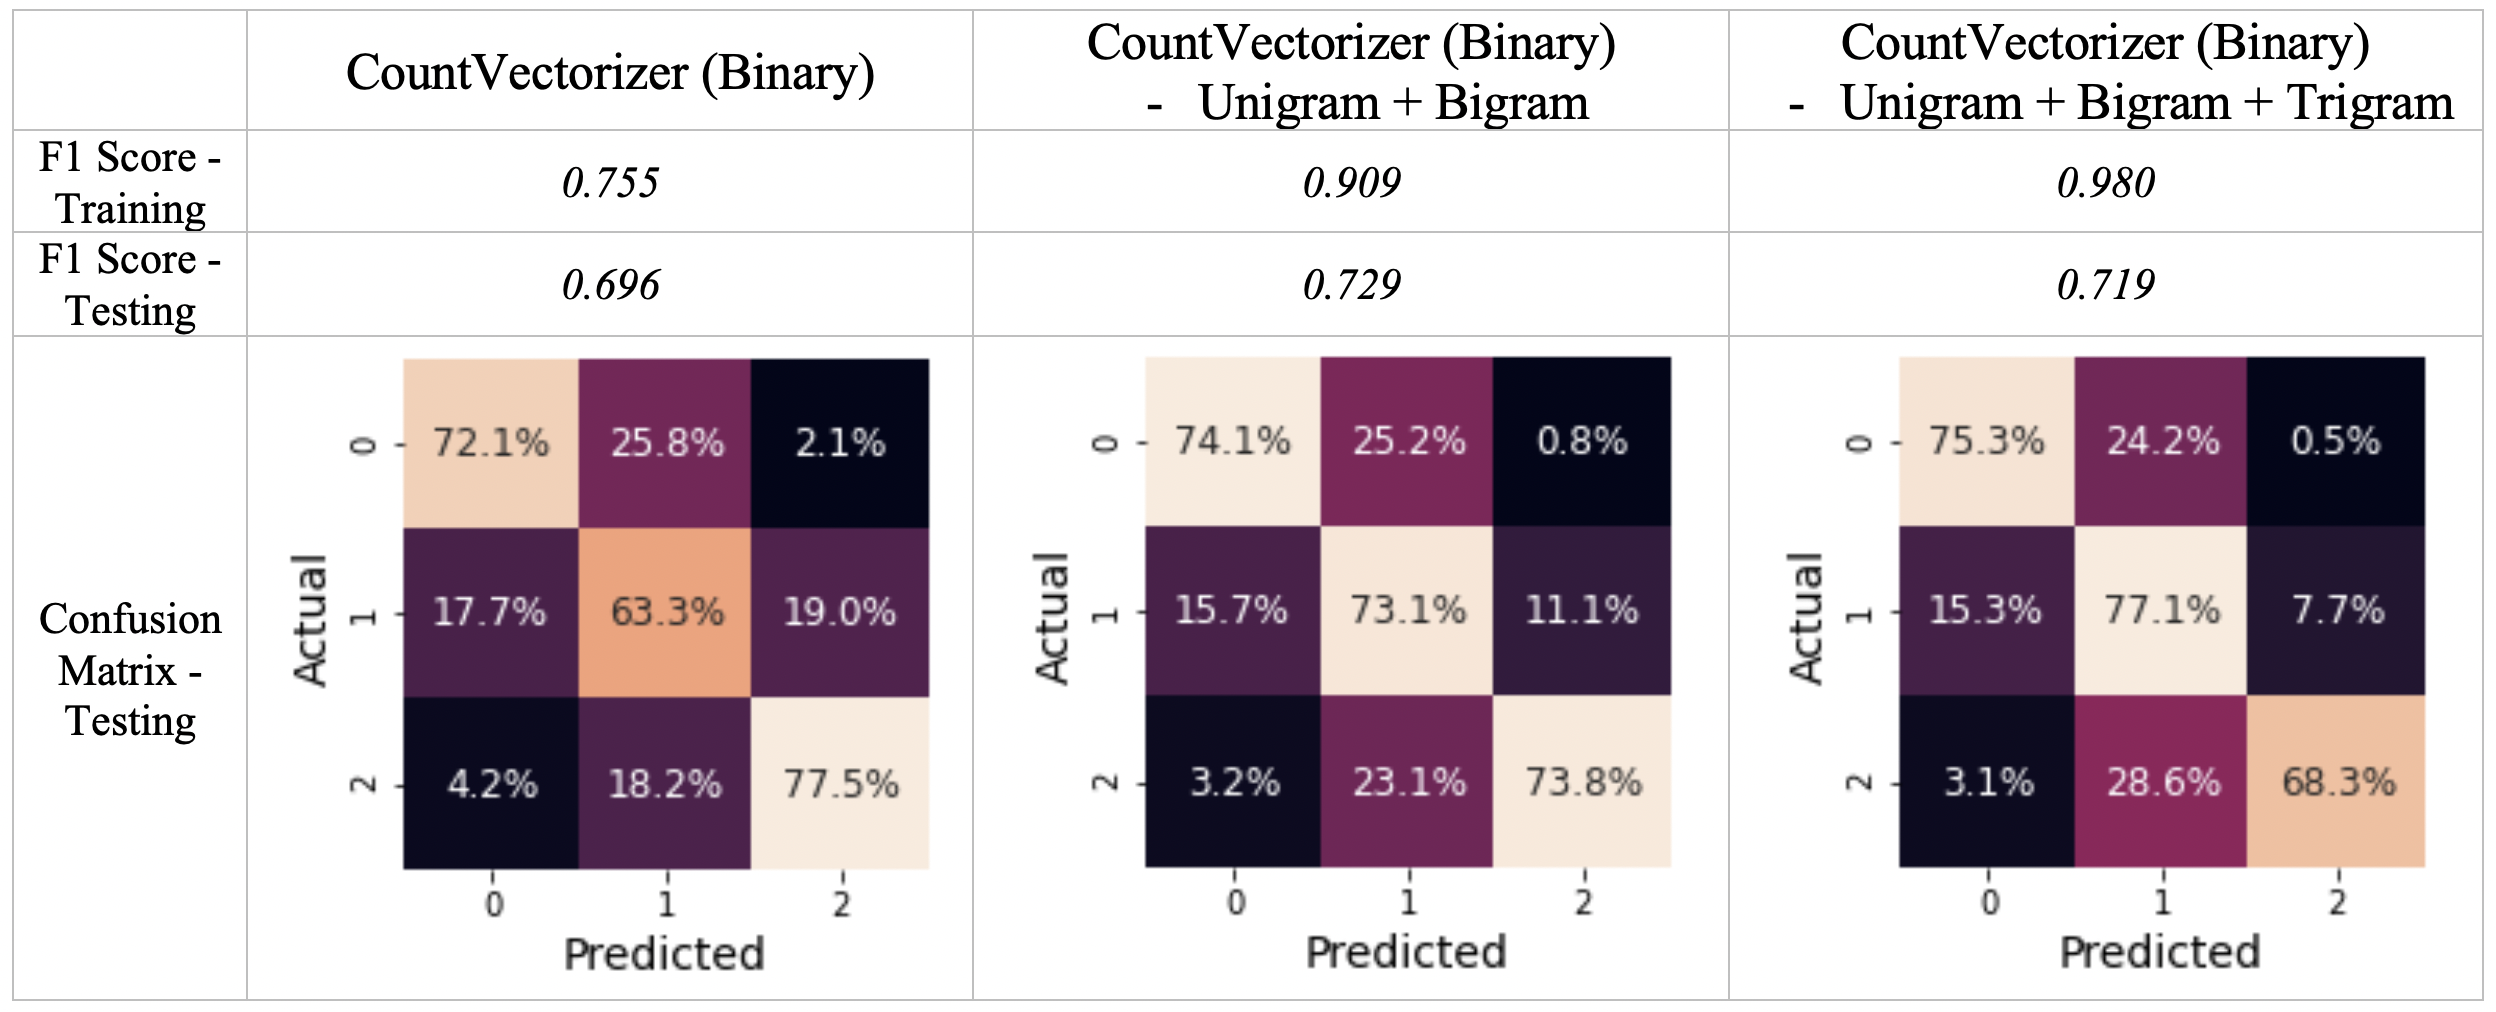 CountVectorizer (Binary)
CountVectorizer (Binary)
- Unigram + Bigram
CountVectorizer (Binary)
- Unigram + Bigram + Trigram
F1 Score -
Training
0.755
0.909
0.980
F1 Score -
Testing
0.696
0.729
0.719
Confusion
Matrix -
Testing
Actual
0
72.1% 25.8% 2.1%
1
17.7% 63.3% 19.0%
2
4.2% 18.2% 77.5%
0 1 2
Predicted
Actual
0
74.1% 25.2% 0.8%
1
15.7% 73.1% 11.1%
2
3.2% 23.1% 73.8%
0 1 2
Predicted
Actual
0
75.3% 24.2% 0.5%
1
15.3% 77.1% 7.7%
2
3.1% 28.6% 68.3%
0 1 2
Predicted